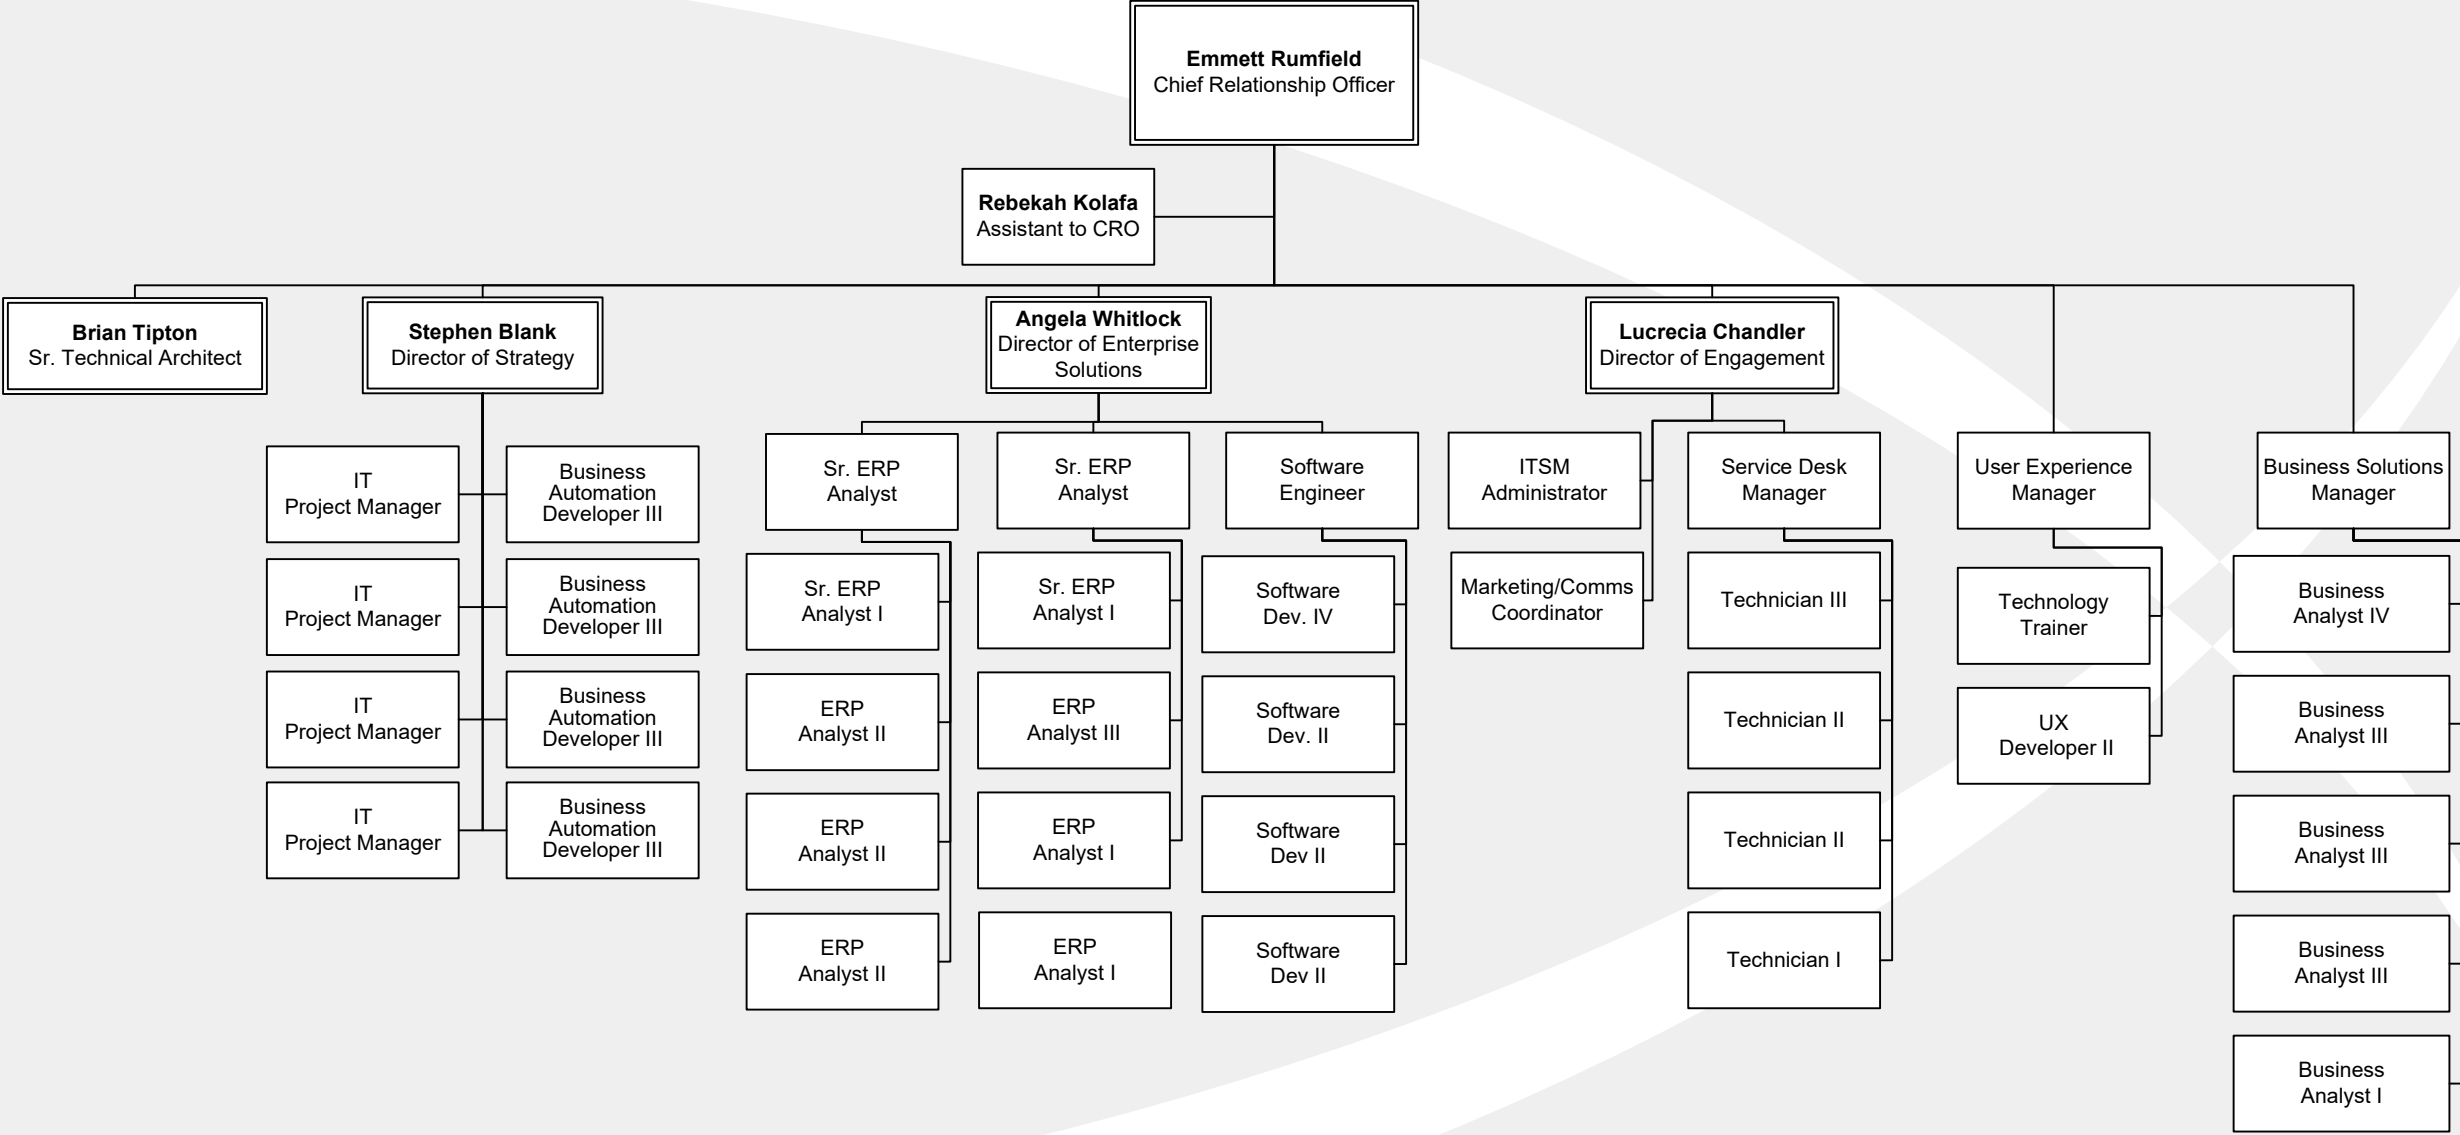 Emmett Rumfield
Chief Relationship Officer
Rebekah Kolafa
Assistant to CRO
Brian Tipton
Sr. Technical Architect
Stephen Blank
Director of Strategy
Angela Whitlock
Director of Enterprise
Solutions
Lucrecia Chandler
Director of Engagement
IT
Project Manager
Business
Automation
Developer III
IT
Project Manager
Business
Automation
Developer III
IT
Project Manager
Business
Automation
Developer III
IT
Project Manager
Business
Automation
Developer III
Sr. ERP
Analyst
Sr. ERP
Analyst I
ERP
Analyst II
ERP
Analyst II
ERP
Analyst II
Sr. ERP
Analyst
Sr. ERP
Analyst I
ERP
Analyst III
ERP
Analyst I
ERP
Analyst I
Software
Engineer
Software
Dev. IV
Software
Dev. II
Software
Dev II
Software
Dev II
ITSM
Administrator
Marketing/Comms
Coordinator
Service Desk
Manager
Technician III
Technician II
Technician II
Technician I
User Experience
Manager
Technology
Trainer
UX
Developer II
Business Solutions
Manager
Business
Analyst IV
Business
Analyst III
Business
Analyst III
Business
Analyst III
Business
Analyst I